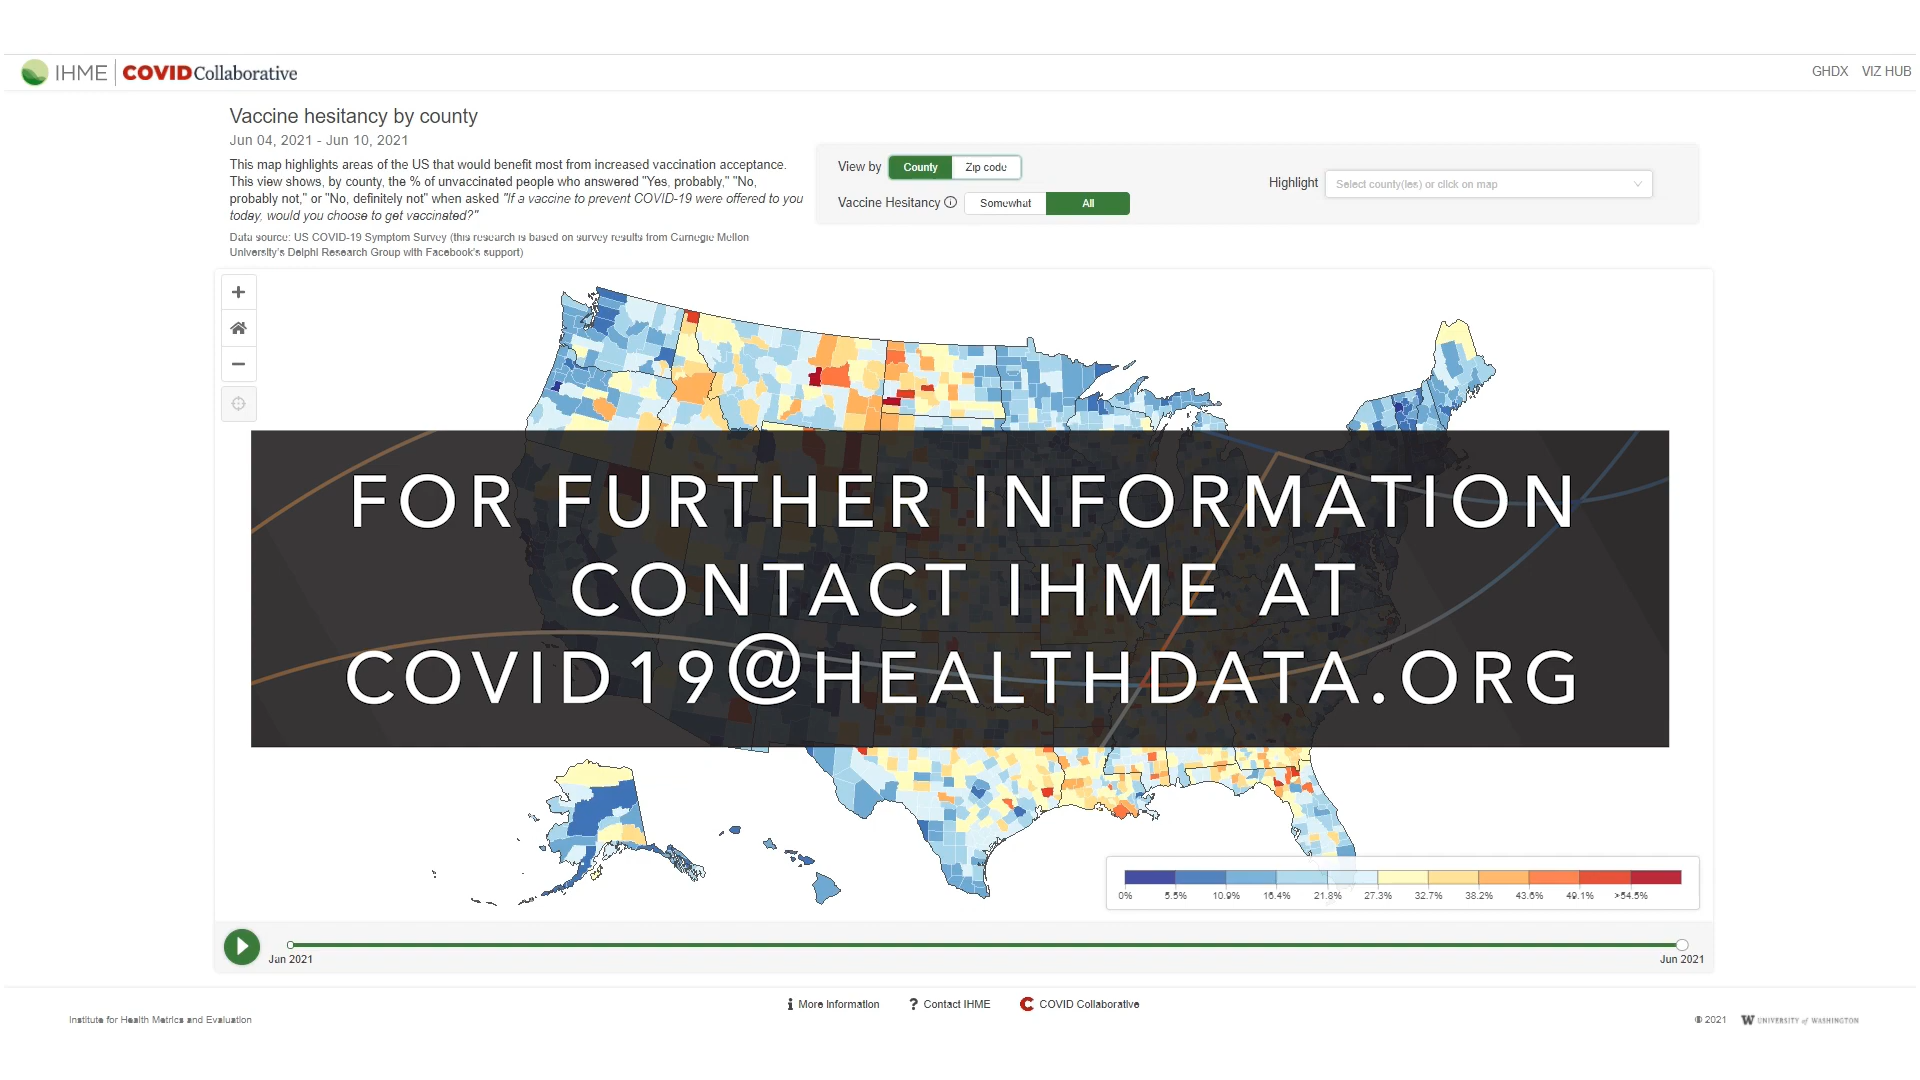 IHME | COVIDCollaborative
GHDX VIZ HUB
Vaccine hesitancy by county
Jun 04, 2021 - Jun 10, 2021
This map highlights areas of the US that would benefit most from increased vaccination acceptance.
This view shows, by county, the % of unvaccinated people who answered "Yes, probably," "No,
probably not," or "No, definitely not" when asked "If a vaccine to prevent COVID-19 were offered to you
today, would you choose to get vaccinated?"
Data source: US COVID-19 Symptom Survey (this research is based on survey results from Carnegie Mellon
University's Delphi Research Group with Facebook's support)
View by County Zip code
Vaccine Hesitancy Somewhat All
Highlight Select county(ies) or click on map
FOR FURTHER INFORMATION
CONTACT IHME AT
COVID19@HEALTHDATA.ORG
0% 5.5% 10.9% 16.4% 21.8% 27.3% 32.7% 38.2% 43.6% 49.1% >54.5%
Jan 2021
Jun 2021
More Information ? Contact IHME COVID Collaborative
Institute for Health Metrics and Evaluation
© 2021 W UNIVERSITY of WASHINGTON